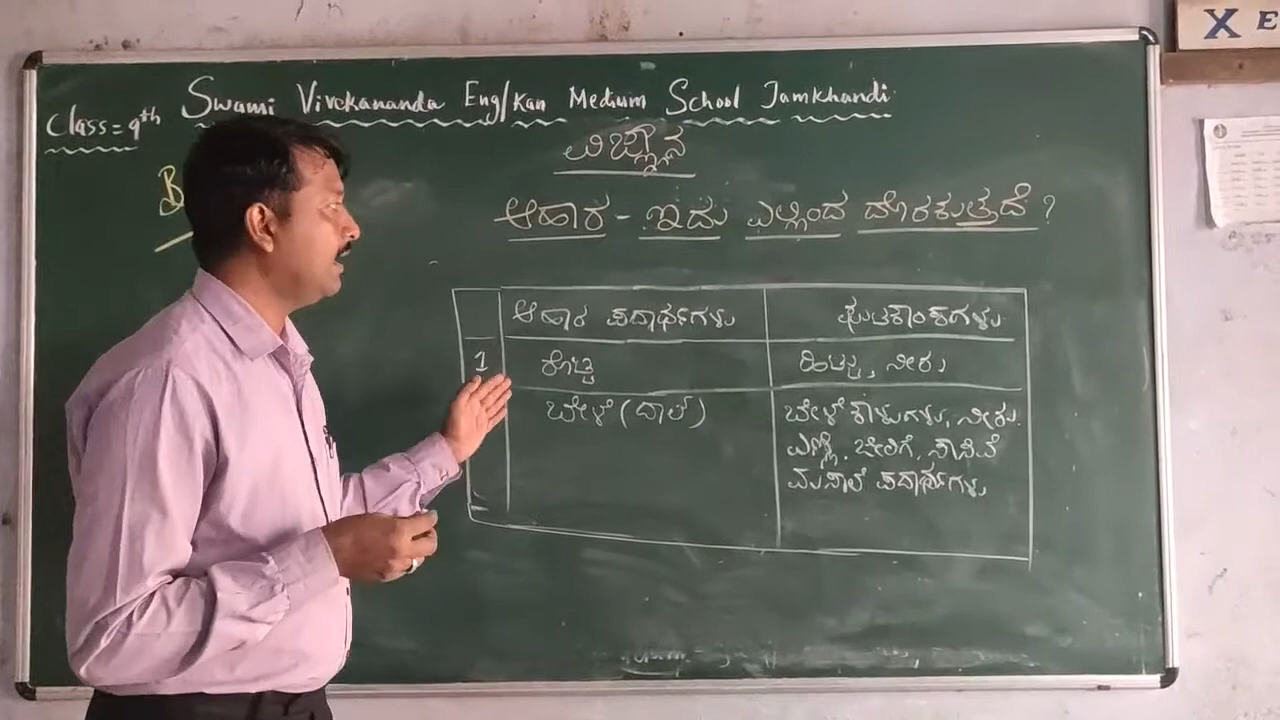 X E
Swami Vivekananda Eng/Kan Medium School Jamkhandi
Class = 9th
ವಿಜ್ಞಾನ
B
ಆಹಾರ - ಇದು ಎಲ್ಲಿಂದ ದೊರಕುತ್ತದೆ ?
ಆಹಾರ ಪದಾರ್ಥಗಳು ಘಟಕಾಂಶಗಳು
1 ರೊಟ್ಟಿ ಹಿಟ್ಟು, ನೀರು
ಬೇಳೆ (ದಾಲ್) ಬೇಳೆ ಕಾಳುಗಳು, ನೀರು.
ಎಣ್ಣೆ, ಸಾಸಿವೆ
ಮಸಾಲೆ ಪದಾರ್ಥಗಳು